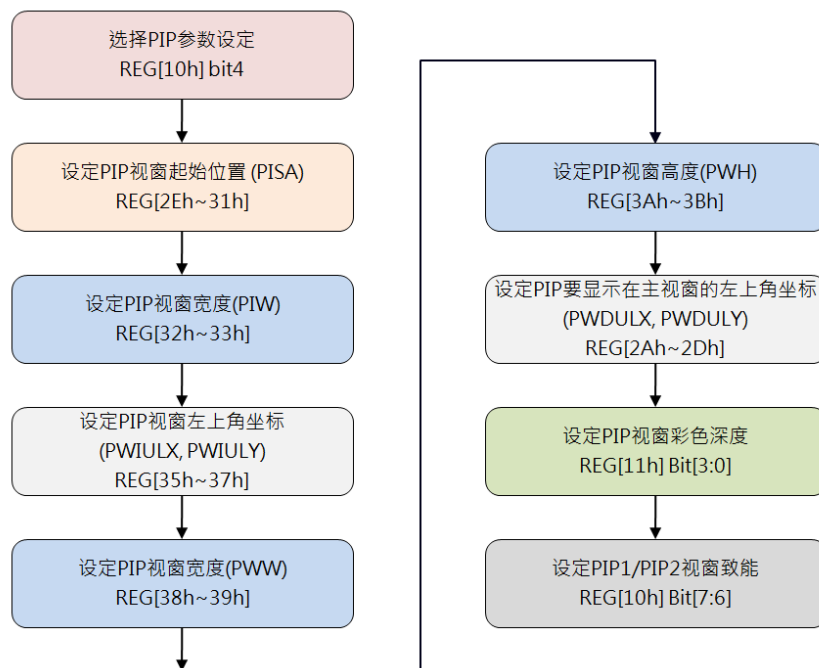 选择PIP参数设定
REG[10h] bit4
设定PIP视窗起始位置 (PISA)
REG[2Eh~31h]
设定PIP视窗宽度(PIW)
REG[32h~33h]
设定PIP视窗左上角坐标
(PWIULX, PWIULY)
REG[35h~37h]
设定PIP视窗宽度(PWW)
REG[38h~39h]
设定PIP视窗高度(PWH)
REG[3Ah~3Bh]
设定PIP要显示在主视窗的左上角坐标
(PWDULX, PWDULY)
REG[2Ah~2Dh]
设定PIP视窗彩色深度
REG[11h] Bit[3:0]
设定PIP1/PIP2视窗致能
REG[10h] Bit[7:6]